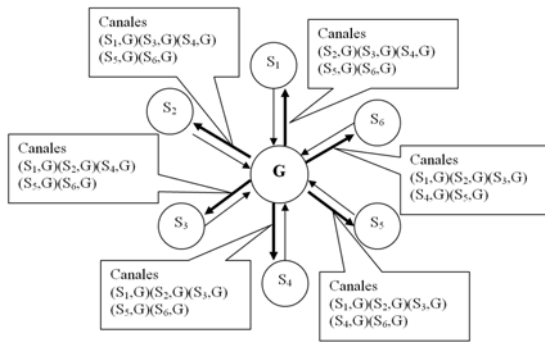 Canales
(S₁,G)(S₃,G)(S₄,G)
(S₅,G)(S₆,G)
Canales
(S₂,G)(S₃,G)(S₄,G)
(S₅,G)(S₆,G)
S₁
S₂
S₆
Canales
(S₁,G)(S₂,G)(S₄,G)
(S₅,G)(S₆,G)
G
Canales
(S₁,G)(S₂,G)(S₃,G)
(S₄,G)(S₅,G)
S₃
S₅
S₄
Canales
(S₁,G)(S₂,G)(S₃,G)
(S₅,G)(S₆,G)
Canales
(S₁,G)(S₂,G)(S₃,G)
(S₄,G)(S₆,G)